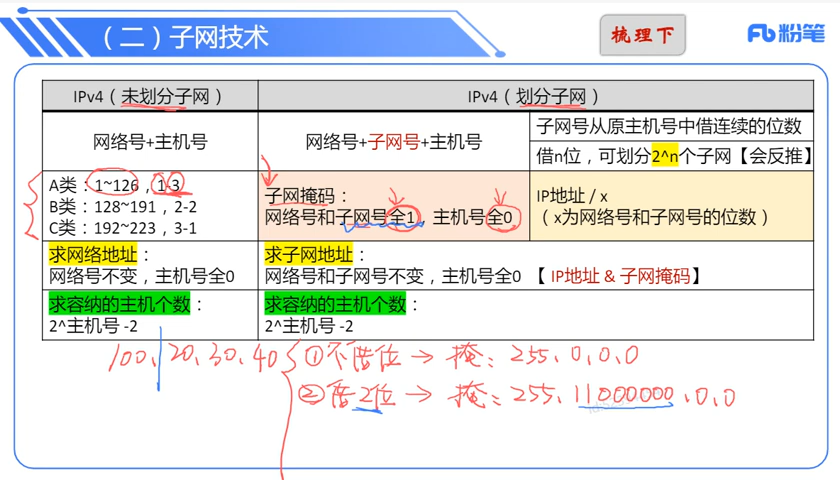 （二）子网技术
梳理下
粉笔
IPv4（未划分子网）
IPv4（划分子网）
网络号+主机号
网络号+子网号+主机号
子网号从原主机号中借连续的位数
借n位，可划分2^n个子网【会反推】
A类：1~126，1-3
B类：128~191，2-2
C类：192~223，3-1
子网掩码：
网络号和子网号全1，主机号全0
IP地址 / x
（x为网络号和子网号的位数）
求网络地址：
网络号不变，主机号全0
求子网地址：
网络号和子网号不变，主机号全0 【 IP地址 & 子网掩码】
求容纳的主机个数：
2^主机号 -2
求容纳的主机个数：
2^主机号 -2
100.20.30.40 ①不借位 → 掩：255.0.0.0
②借2位 → 掩：255.11000000.0.0